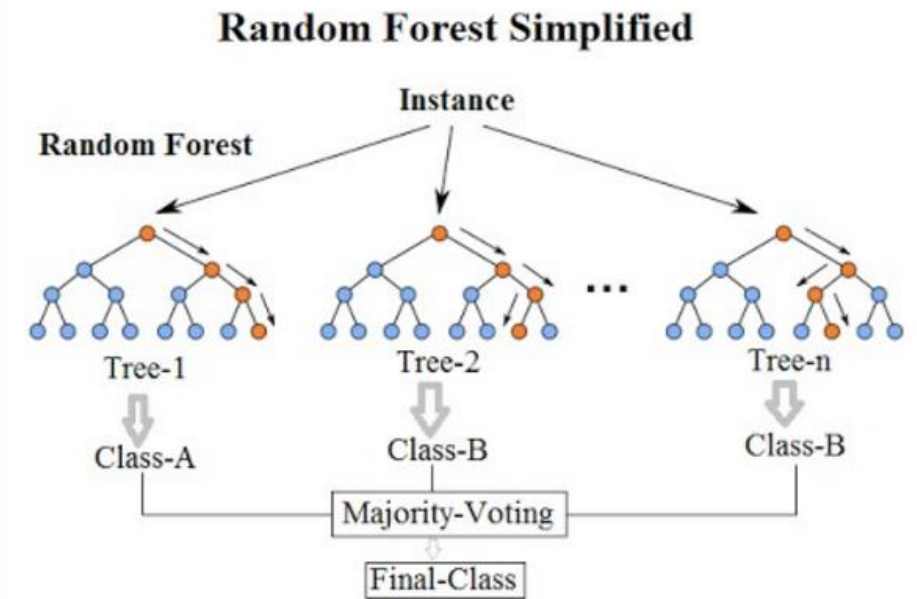 Random Forest Simplified
Instance
Random Forest
...
Tree-1
Tree-2
Tree-n
Class-A
Class-B
Class-B
Majority-Voting
Final-Class